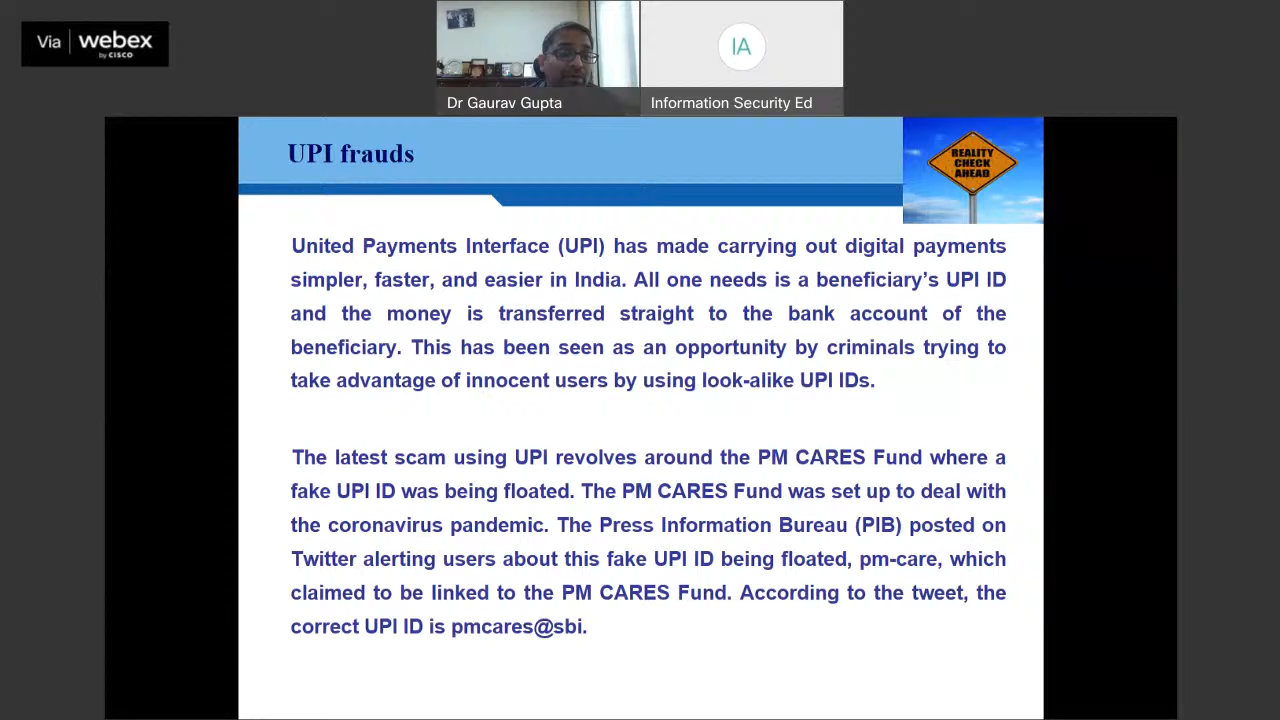 Via webex
by CISCO
IA
Dr Gaurav Gupta
Information Security Ed
UPI frauds
REALITY
CHECK
AHEAD
United Payments Interface (UPI) has made carrying out digital payments
simpler, faster, and easier in India. All one needs is a beneficiary’s UPI ID
and the money is transferred straight to the bank account of the
beneficiary. This has been seen as an opportunity by criminals trying to
take advantage of innocent users by using look-alike UPI IDs.
The latest scam using UPI revolves around the PM CARES Fund where a
fake UPI ID was being floated. The PM CARES Fund was set up to deal with
the coronavirus pandemic. The Press Information Bureau (PIB) posted on
Twitter alerting users about this fake UPI ID being floated, pm-care, which
claimed to be linked to the PM CARES Fund. According to the tweet, the
correct UPI ID is pmcares@sbi.